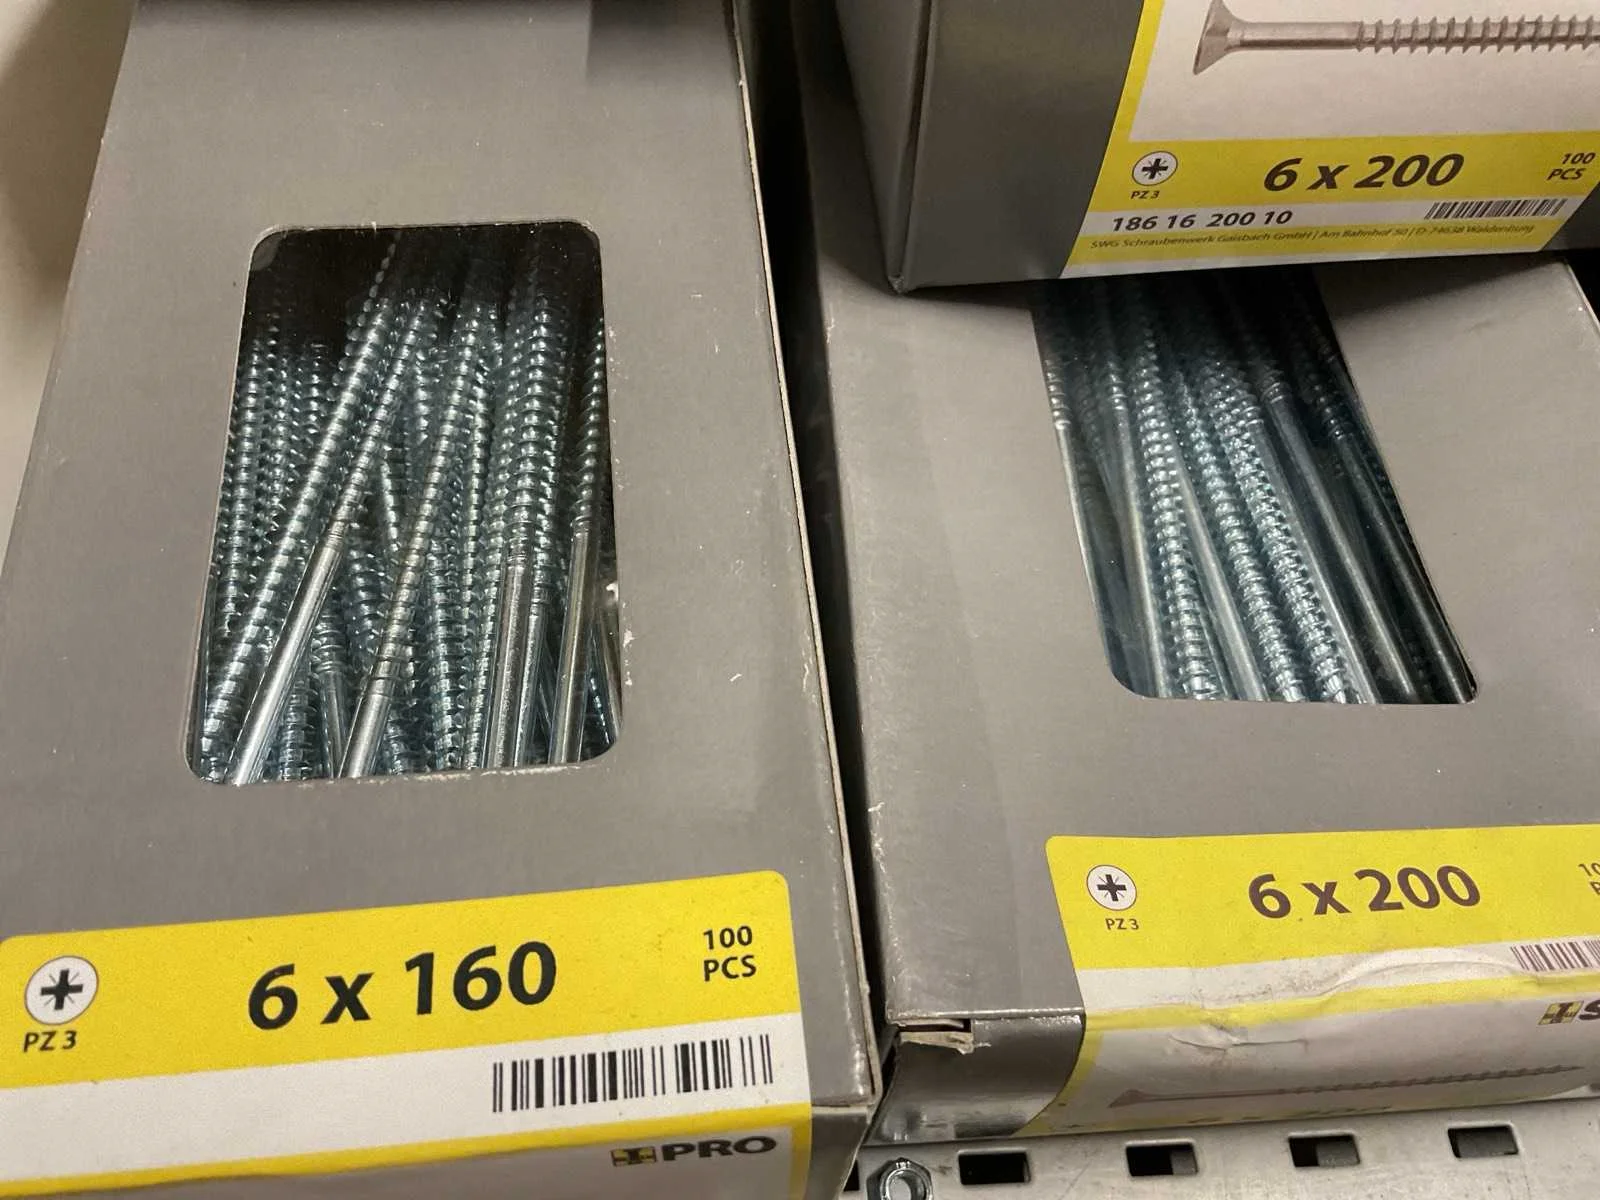 6 x 200
100
PCS
PZ 3
186 16 200 10
SWG Schraubenwerk Gaisbach GmbH | Am Bahnhof 50 | D-74638 Waldenburg
6 x 200
PZ 3
6 x 160
100
PCS
PZ 3
PRO